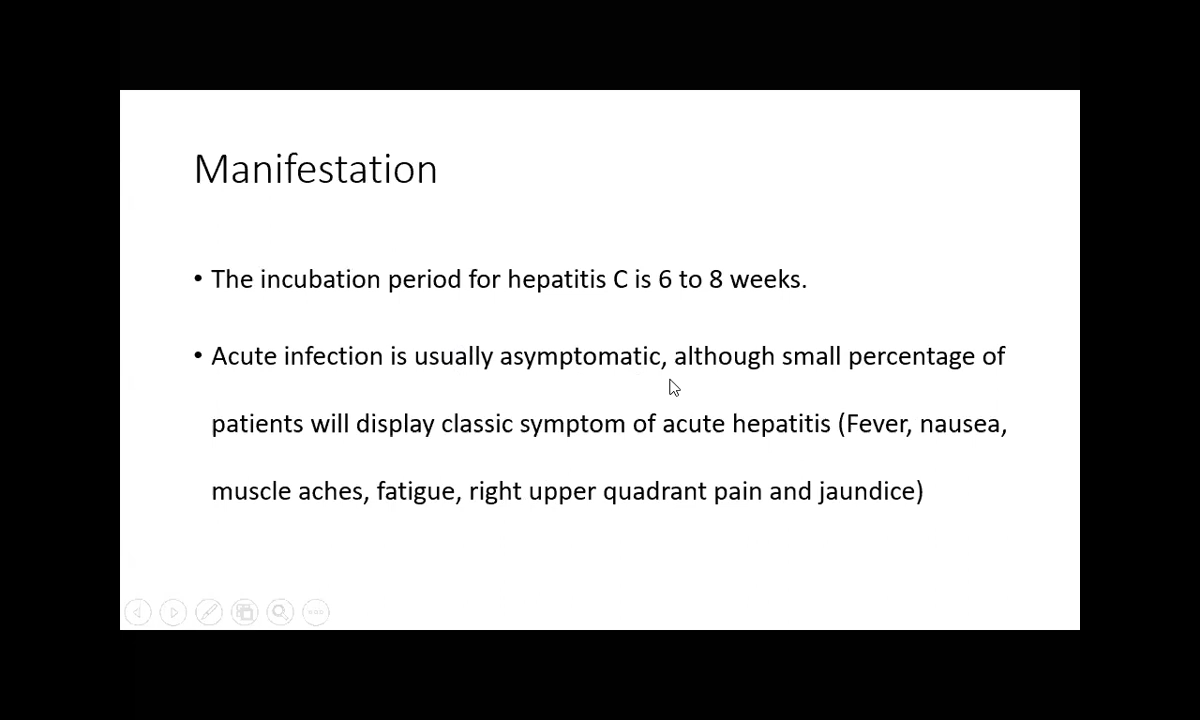 Manifestation
• The incubation period for hepatitis C is 6 to 8 weeks.
• Acute infection is usually asymptomatic, although small percentage of
patients will display classic symptom of acute hepatitis (Fever, nausea,
muscle aches, fatigue, right upper quadrant pain and jaundice)